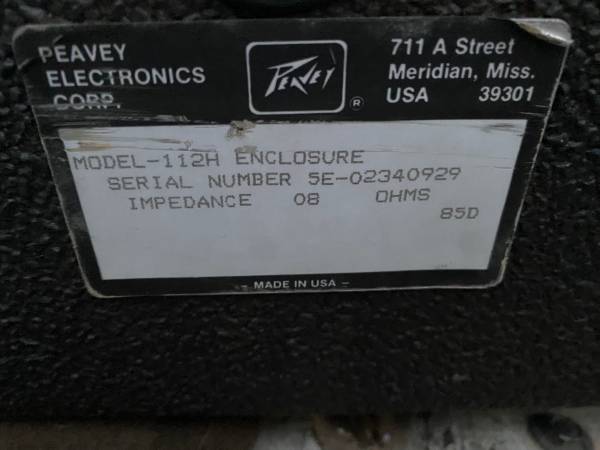 PEAVEY
ELECTRONICS
CORP.
PEAVEY ®
711 A Street
Meridian, Miss.
USA 39301
MODEL-112H ENCLOSURE
SERIAL NUMBER 5E-02340929
IMPEDANCE 08 OHMS
85D
MADE IN USA